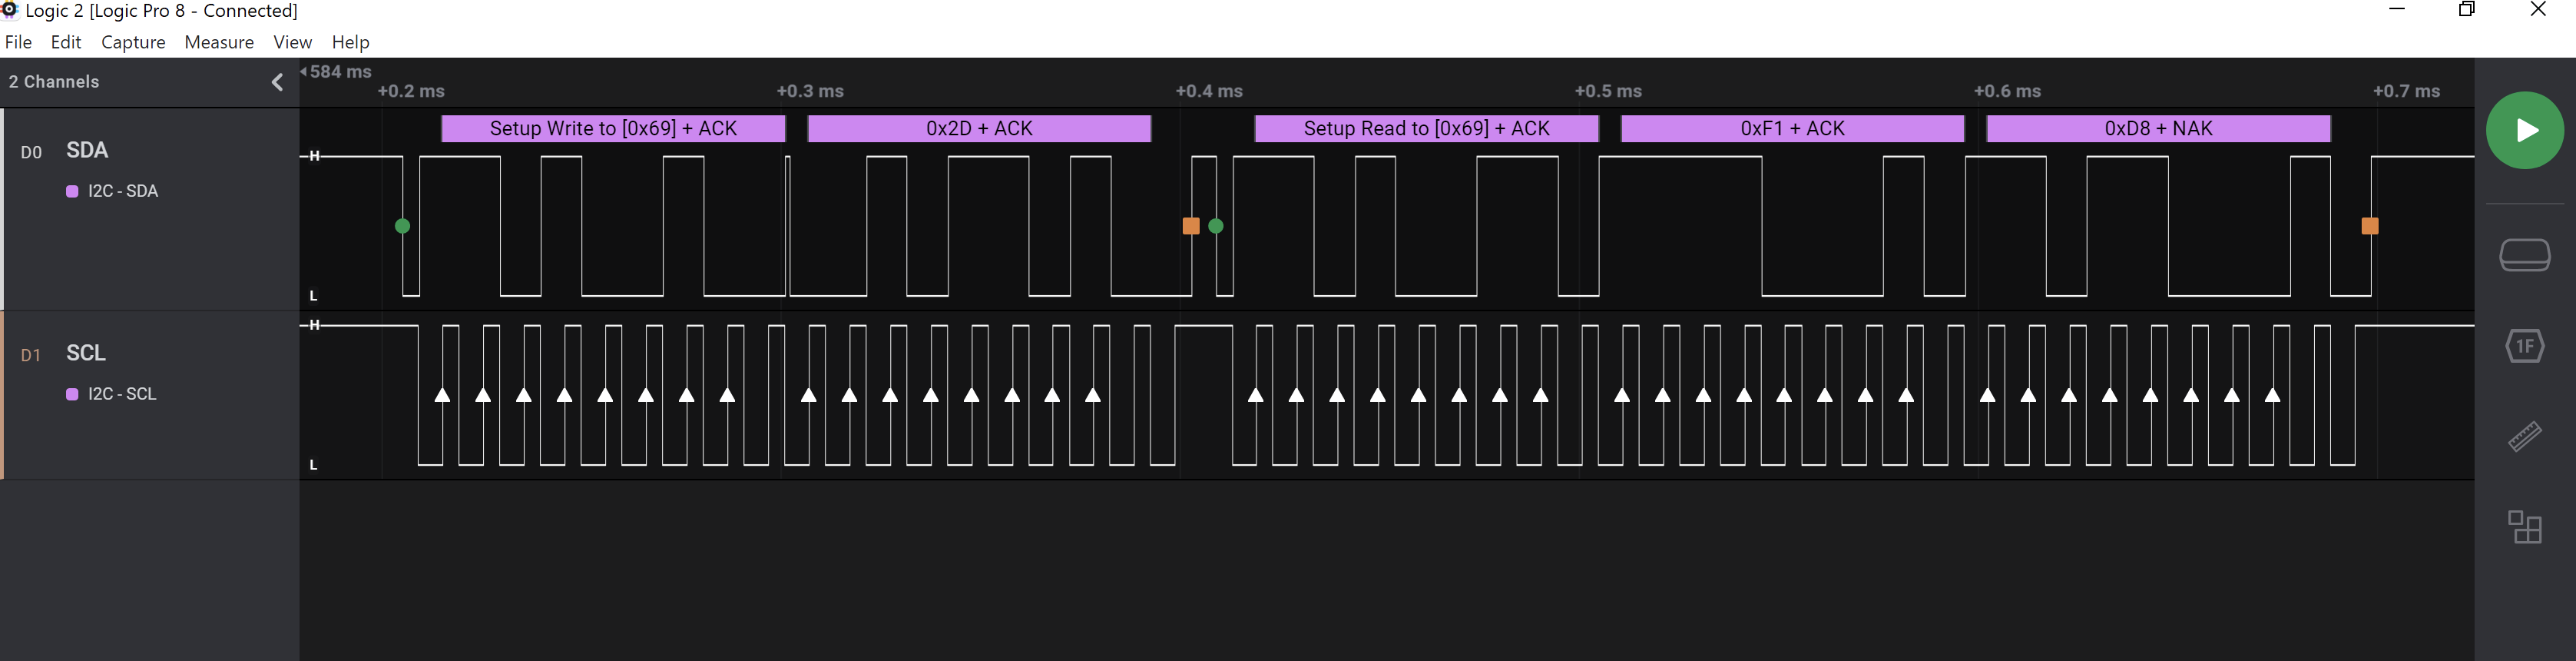 Logic 2 [Logic Pro 8 - Connected]
File Edit Capture Measure View Help
2 Channels
584 ms
+0.2 ms +0.3 ms +0.4 ms +0.5 ms +0.6 ms +0.7 ms
Setup Write to [0x69] + ACK 0x2D + ACK Setup Read to [0x69] + ACK 0xF1 + ACK 0xD8 + NAK
D0 SDA
H
I2C - SDA
L
H
D1 SCL
1F
I2C - SCL
L